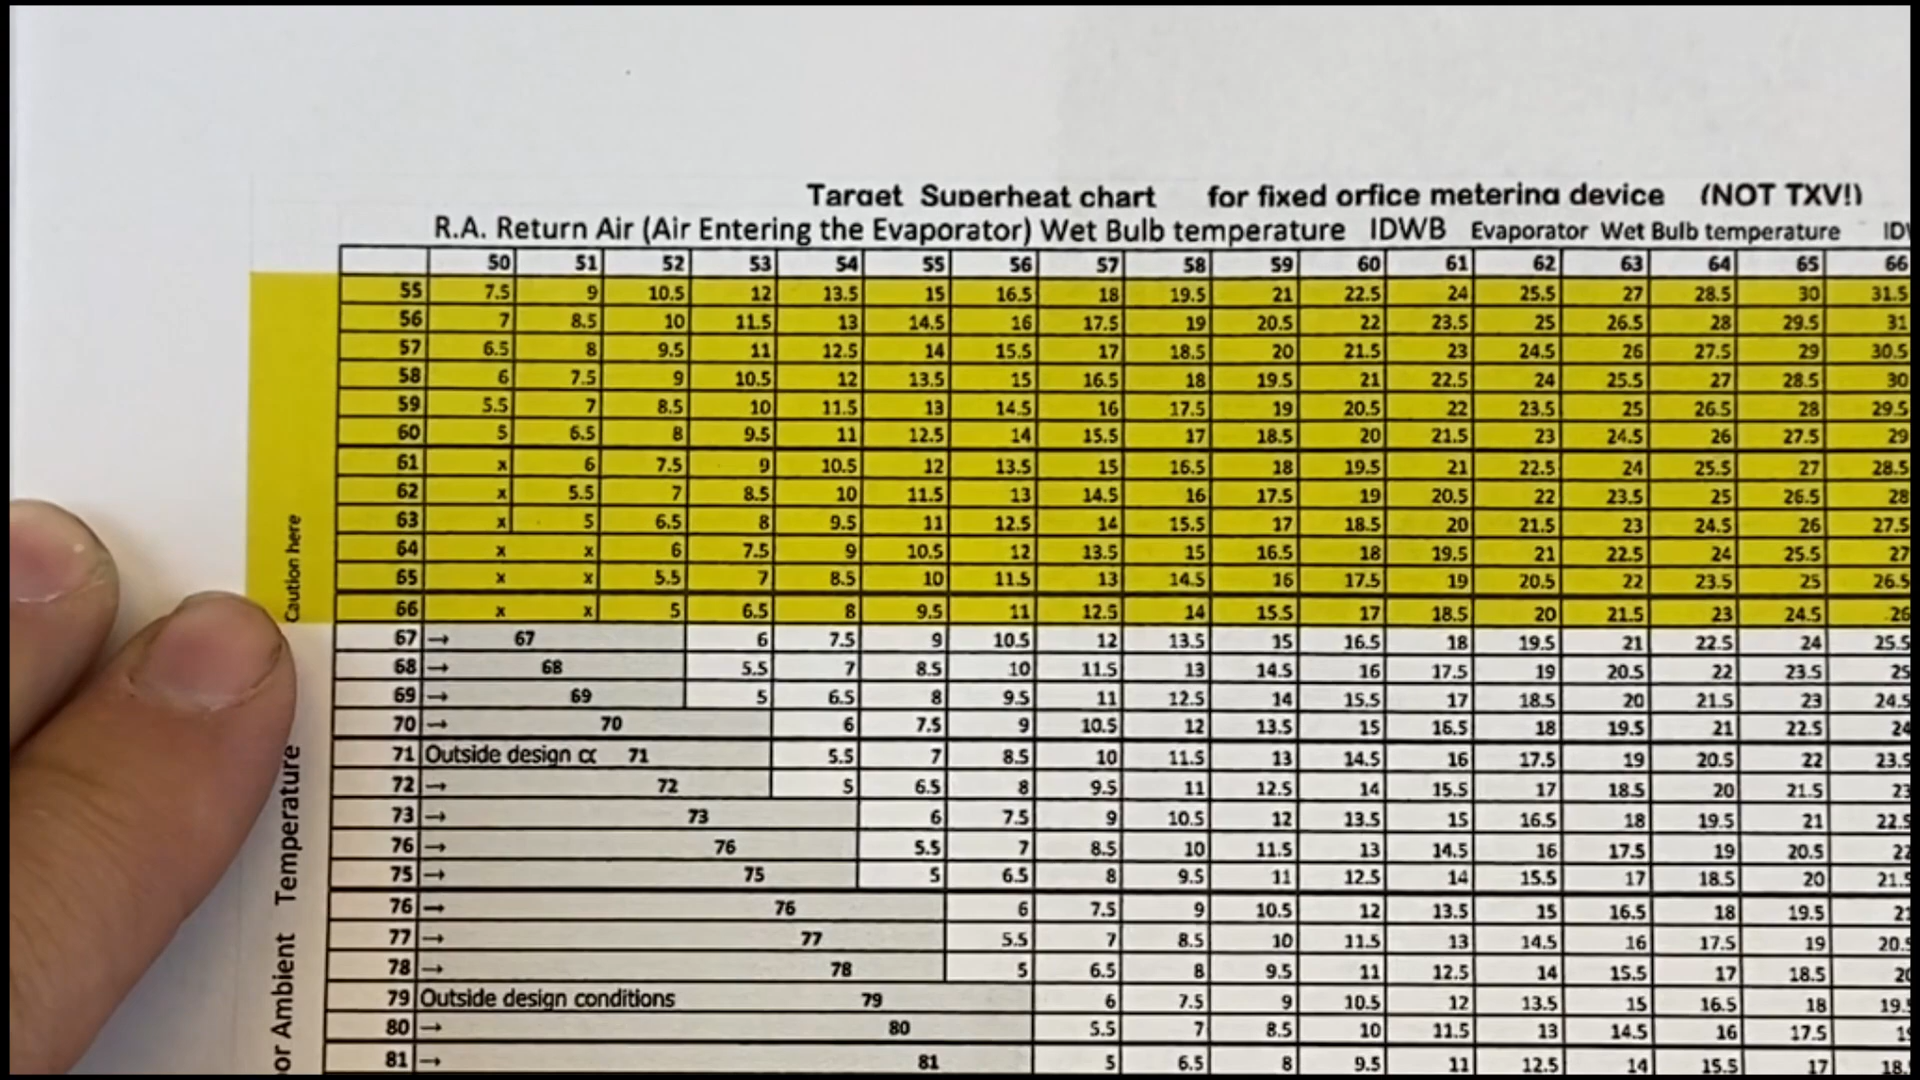 Target Superheat chart for fixed orfice metering device (NOT TXV!)
R.A. Return Air (Air Entering the Evaporator) Wet Bulb temperature IDWB Evaporator Wet Bulb temperature
50 51 52 53 54 55 56 57 58 59 60 61 62 63 64 65 66
55 7.5 9 10.5 12 13.5 15 16.5 18 19.5 21 22.5 24 25.5 27 28.5 30 31.5
56 7 8.5 10 11.5 13 14.5 16 17.5 19 20.5 22 23.5 25 26.5 28 29.5 31
57 6.5 8 9.5 11 12.5 14 15.5 17 18.5 20 21.5 23 24.5 26 27.5 29 30.5
58 6 7.5 9 10.5 12 13.5 15 16.5 18 19.5 21 22.5 24 25.5 27 28.5 30
59 5.5 7 8.5 10 11.5 13 14.5 16 17.5 19 20.5 22 23.5 25 26.5 28 29.5
60 5 6.5 8 9.5 11 12.5 14 15.5 17 18.5 20 21.5 23 24.5 26 27.5 29
61 x 6 7.5 9 10.5 12 13.5 15 16.5 18 19.5 21 22.5 24 25.5 27 28.5
62 x 5.5 7 8.5 10 11.5 13 14.5 16 17.5 19 20.5 22 23.5 25 26.5 28
63 x 5 6.5 8 9.5 11 12.5 14 15.5 17 18.5 20 21.5 23 24.5 26 27.5
64 x x 6 7.5 9 10.5 12 13.5 15 16.5 18 19.5 21 22.5 24 25.5 27
65 x x 5.5 7 8.5 10 11.5 13 14.5 16 17.5 19 20.5 22 23.5 25 26.5
66 x x 5 6.5 8 9.5 11 12.5 14 15.5 17 18.5 20 21.5 23 24.5 26
67 → 67 6 7.5 9 10.5 12 13.5 15 16.5 18 19.5 21 22.5 24 25.5
68 → 68 5.5 7 8.5 10 11.5 13 14.5 16 17.5 19 20.5 22 23.5 25
69 → 69 5 6.5 8 9.5 11 12.5 14 15.5 17 18.5 20 21.5 23 24.5
70 → 70 6 7.5 9 10.5 12 13.5 15 16.5 18 19.5 21 22.5 24
71 Outside design 71 5.5 7 8.5 10 11.5 13 14.5 16 17.5 19 20.5 22 23.5
72 → 72 5 6.5 8 9.5 11 12.5 14 15.5 17 18.5 20 21.5 23
73 → 73 6 7.5 9 10.5 12 13.5 15 16.5 18 19.5 21 22.5
76 → 76 5.5 7 8.5 10 11.5 13 14.5 16 17.5 19 20.5 22
75 → 75 5 6.5 8 9.5 11 12.5 14 15.5 17 18.5 20 21.5
76 → 76 6 7.5 9 10.5 12 13.5 15 16.5 18 19.5 21
77 → 77 5.5 7 8.5 10 11.5 13 14.5 16 17.5 19 20.5
78 → 78 5 6.5 8 9.5 11 12.5 14 15.5 17 18.5 20
79 Outside design conditions 79 6 7.5 9 10.5 12 13.5 15 16.5 18 19.5
80 → 80 5.5 7 8.5 10 11.5 13 14.5 16 17.5
81 → 81 5 6.5 8 9.5 11 12.5 14 15.5 17 18.
Caution here
or Ambient Temperature